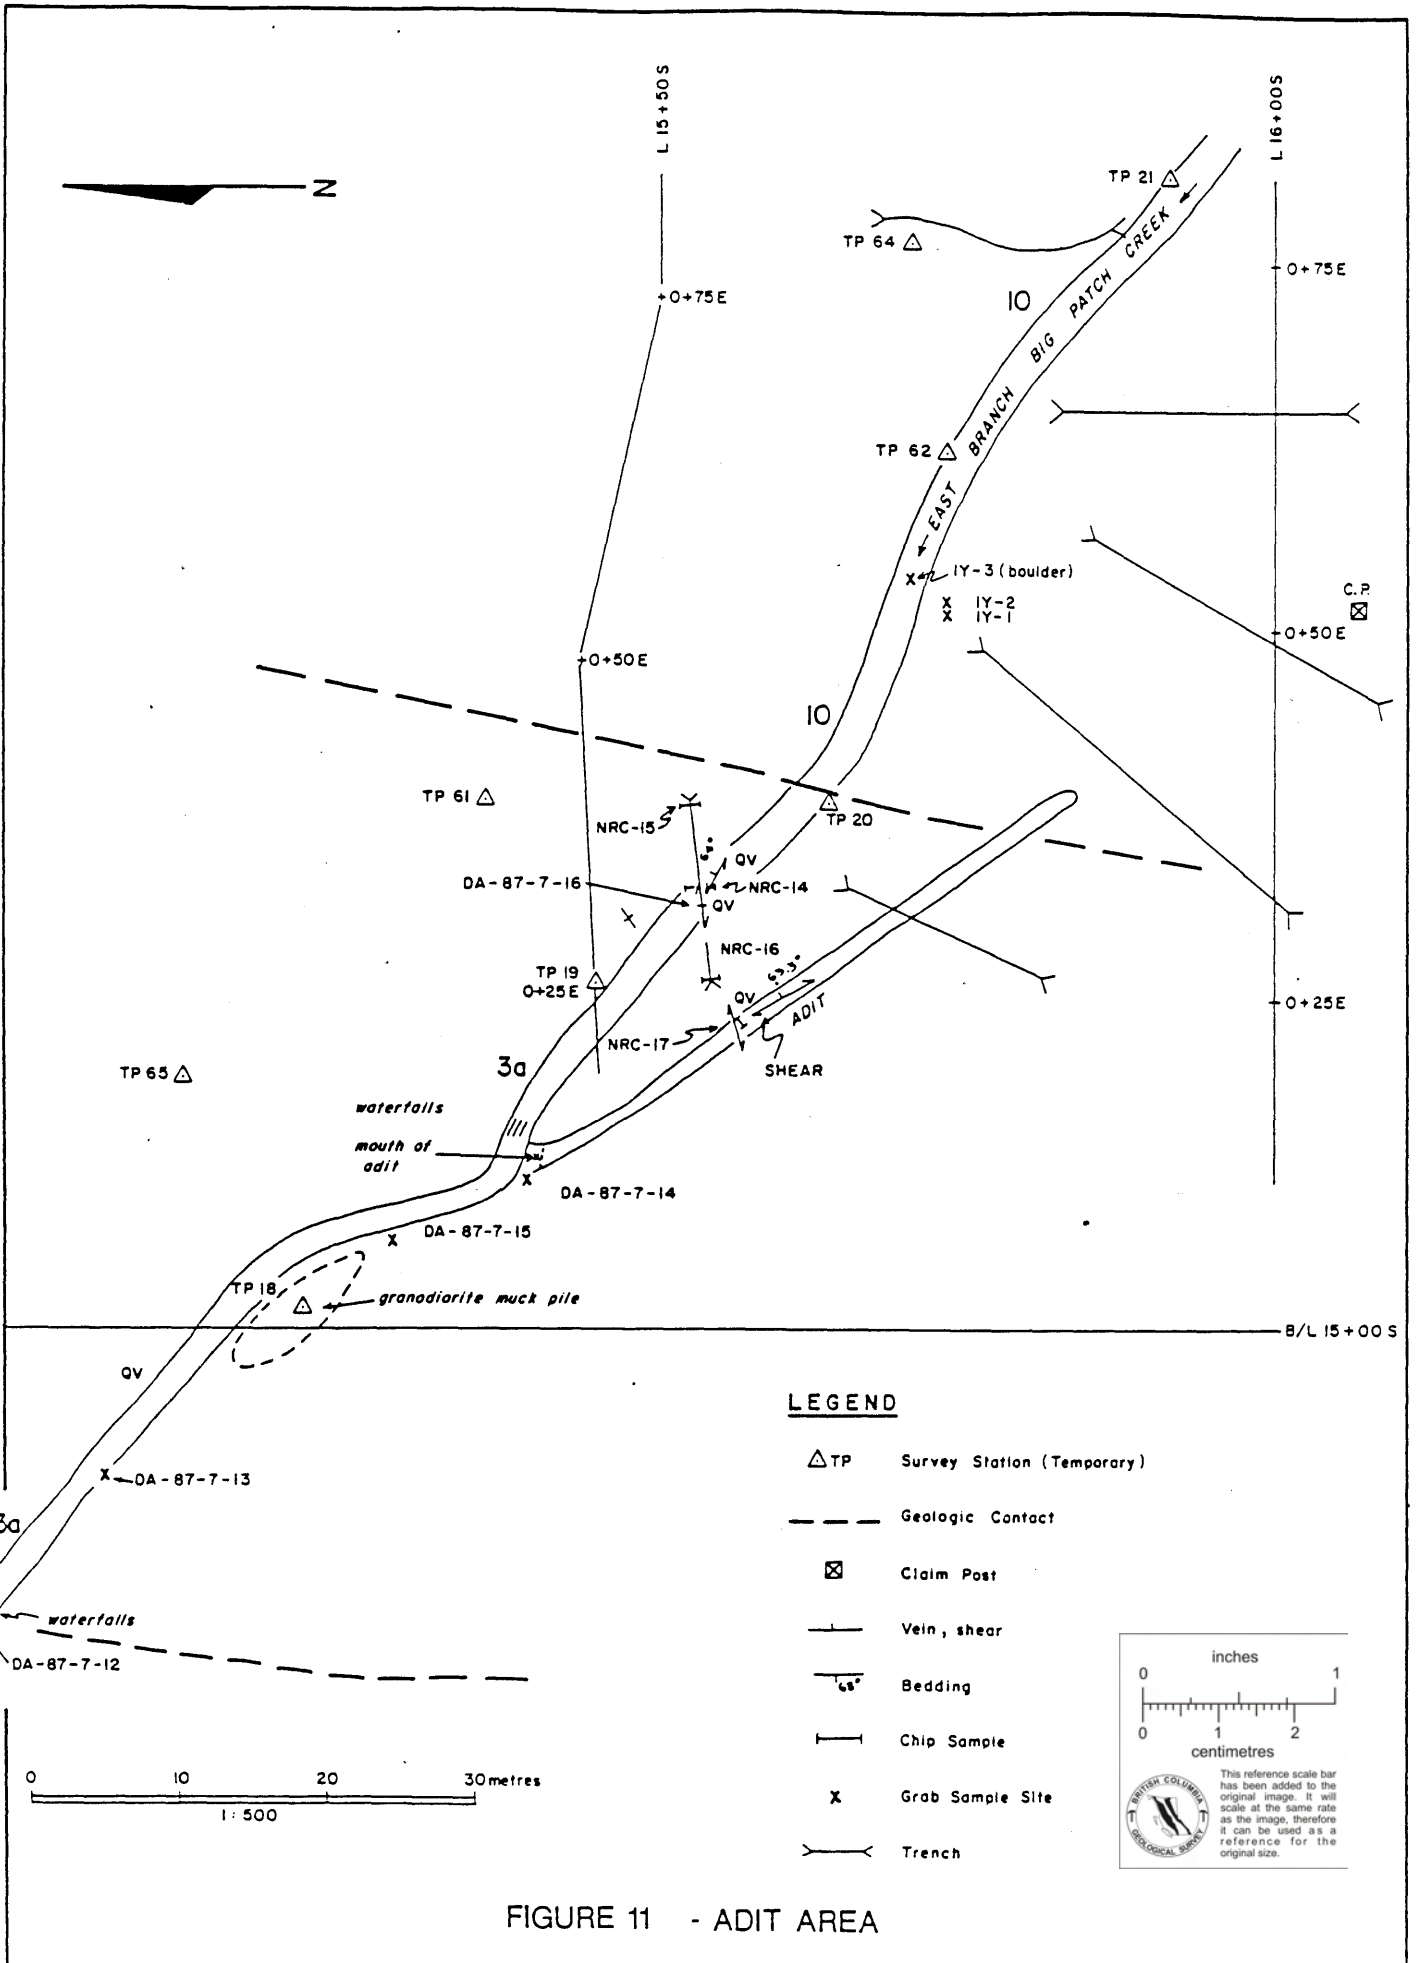 L 15+50S
L 16+00S
N
TP 21
TP 64
0+75E
0+75E
10
EAST BRANCH BIG PATCH CREEK
TP 62
IY-3 (boulder)
IY-2
IY-1
C.P.
0+50E
0+50E
10
TP 61
TP 20
NRC-15
68°
QV
DA-87-7-16
NRC-14
QV
NRC-16
TP 19
0+25E
63.3°
QV
ADIT
0+25E
NRC-17
SHEAR
3a
TP 65
waterfalls
mouth of
adit
DA-87-7-14
DA-87-7-15
TP 18
granodiorite muck pile
B/L 15+00 S
QV
DA-87-7-13
3a
waterfalls
DA-87-7-12
LEGEND
TP Survey Station (Temporary)
Geologic Contact
Claim Post
Vein, shear
68° Bedding
Chip Sample
Grab Sample Site
Trench
0 10 20 30 metres
1:500
inches
0 1
0 1 2
centimetres
This reference scale bar
has been added to the
original image. It will
scale at the same rate
as the image, therefore
it can be used as a
reference for the
original size.
BRITISH COLUMBIA
GEOLOGICAL SURVEY
FIGURE 11 - ADIT AREA